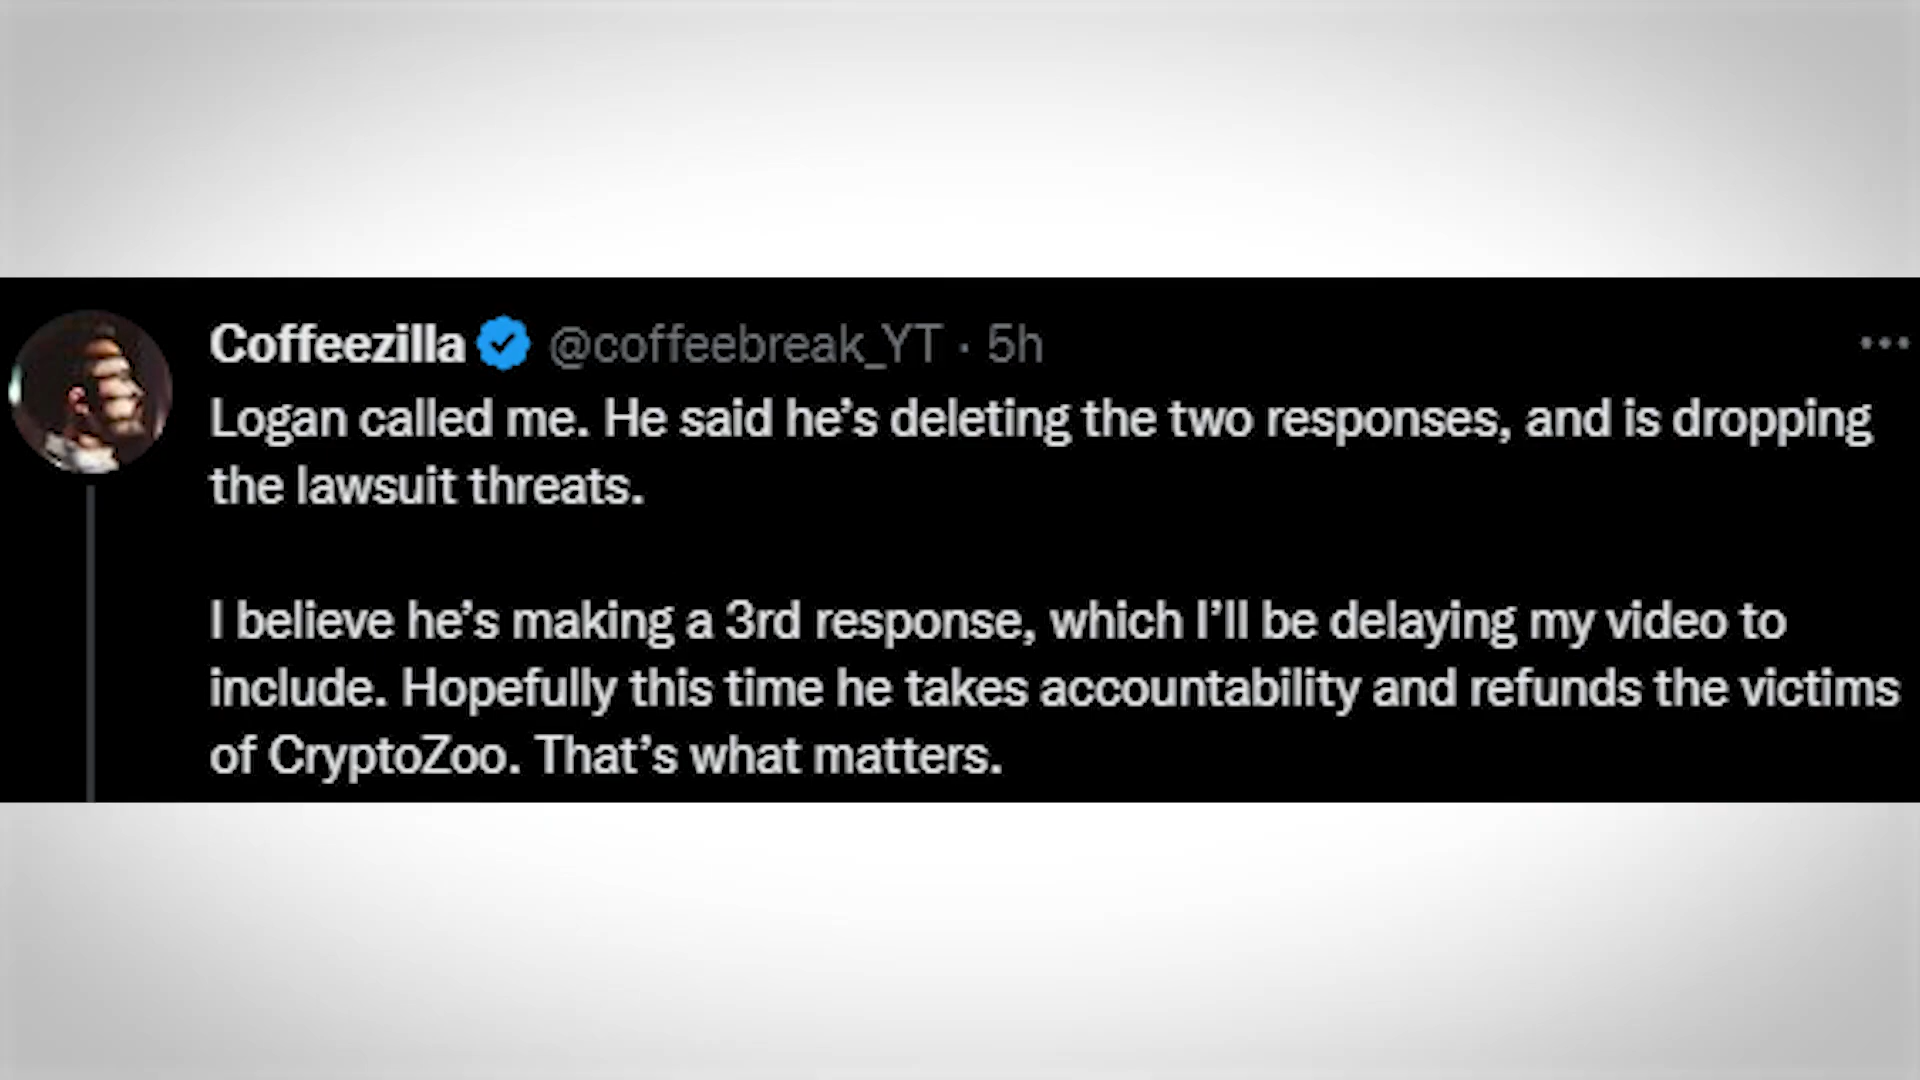 Coffeezilla @coffeebreak_YT · 5h
Logan called me. He said he’s deleting the two responses, and is dropping
the lawsuit threats.
I believe he’s making a 3rd response, which I’ll be delaying my video to
include. Hopefully this time he takes accountability and refunds the victims
of CryptoZoo. That’s what matters.